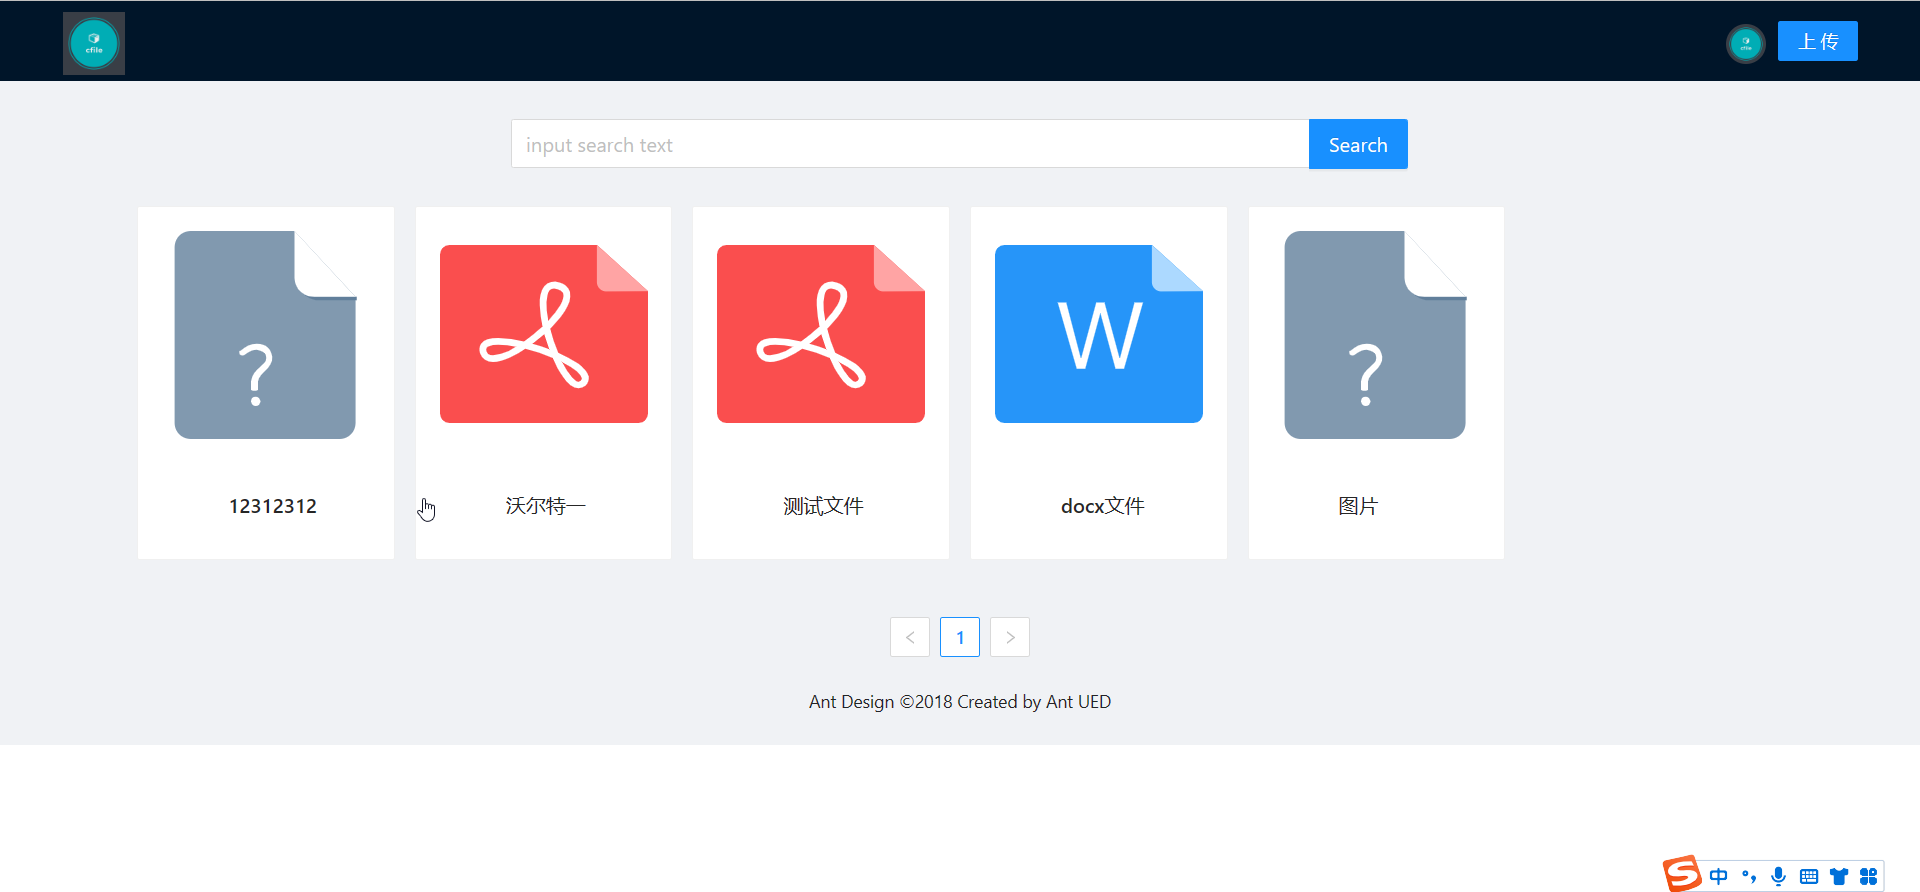 cfile
cfile
上传
input search text
Search
?
W
?
12312312
沃尔特一
测试文件
docx文件
图片
< 1 >
Ant Design ©2018 Created by Ant UED
S 中 °,